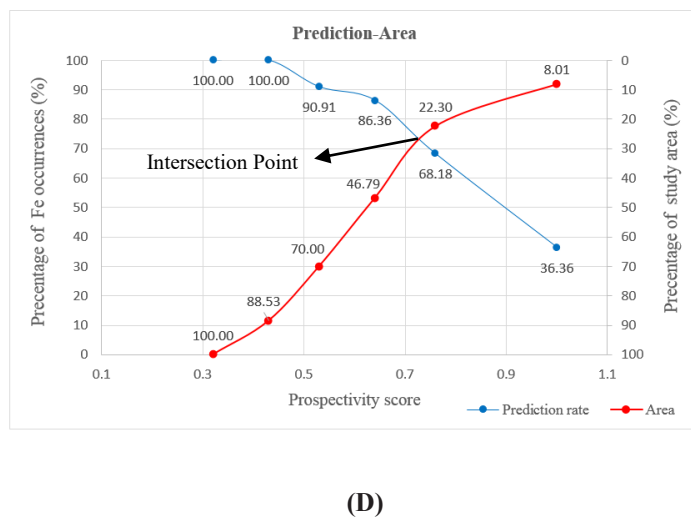 Prediction-Area
100 0
90 10
80 20
70 30
60 40
50 50
40 60
30 70
20 80
10 90
0 100
100.00 100.00 90.91 86.36 68.18 36.36
100.00 88.53 70.00 46.79 22.30 8.01
Intersection Point
Precentage of Fe occurrences (%)
Precentage of study area (%)
0.1 0.3 0.5 0.7 0.9 1.1
Prospectivity score
Prediction rate Area
(D)